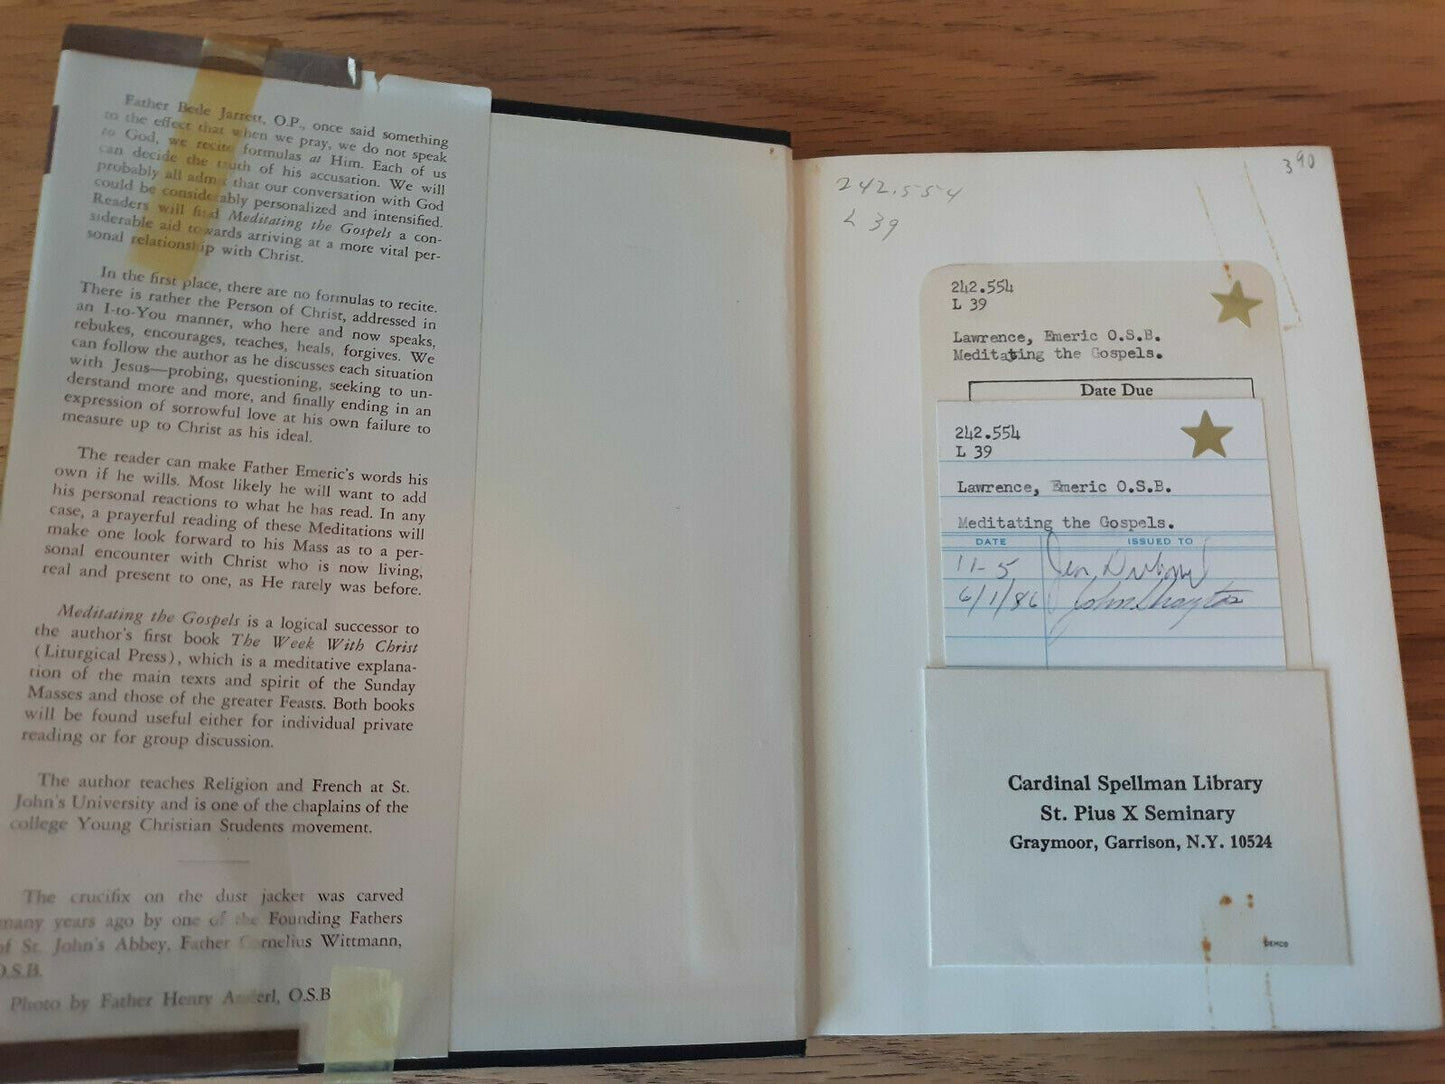 Father Bede Jarrett, O.P., once said something
to the effect that when we pray, we do not speak
to God, we recite formulas at Him. Each of us
can decide the truth of his accusation. We will
probably all admit that our conversation with God
could be considerably personalized and intensified.
Readers will find Meditating the Gospels a con-
siderable aid towards arriving at a more vital per-
sonal relationship with Christ.
In the first place, there are no formulas to recite.
There is rather the Person of Christ, addressed in
an I-to-You manner, who here and now speaks,
rebukes, encourages, teaches, heals, forgives. We
can follow the author as he discusses each situation
with Jesus—probing, questioning, seeking to un-
derstand more and more, and finally ending in an
expression of sorrowful love at his own failure to
measure up to Christ as his ideal.
The reader can make Father Emeric's words his
own if he wills. Most likely he will want to add
his personal reactions to what he has read. In any
case, a prayerful reading of these Meditations will
make one look forward to his Mass as to a per-
sonal encounter with Christ who is now living,
real and present to one, as He rarely was before.
Meditating the Gospels is a logical successor to
the author's first book The Week With Christ
(Liturgical Press), which is a meditative explana-
tion of the main texts and spirit of the Sunday
Masses and those of the greater Feasts. Both books
will be found useful either for individual private
reading or for group discussion.
The author teaches Religion and French at St.
John's University and is one of the chaplains of the
college Young Christian Students movement.
The crucifix on the dust jacket was carved
many years ago by one of the Founding Fathers
of St. John's Abbey, Father Cornelius Wittmann,
O.S.B.
Photo by Father Henry O.S.B
390
242.554
L 39
242.554
L 39
Lawrence, Emeric O.S.B.
Meditating the Gospels.
Date Due
242.554
L 39
Lawrence, Emeric O.S.B.
Meditating the Gospels.
DATE ISSUED TO
11-5
6/1/86 John
Cardinal Spellman Library
St. Pius X Seminary
Graymoor, Garrison, N.Y. 10524
DEMCO